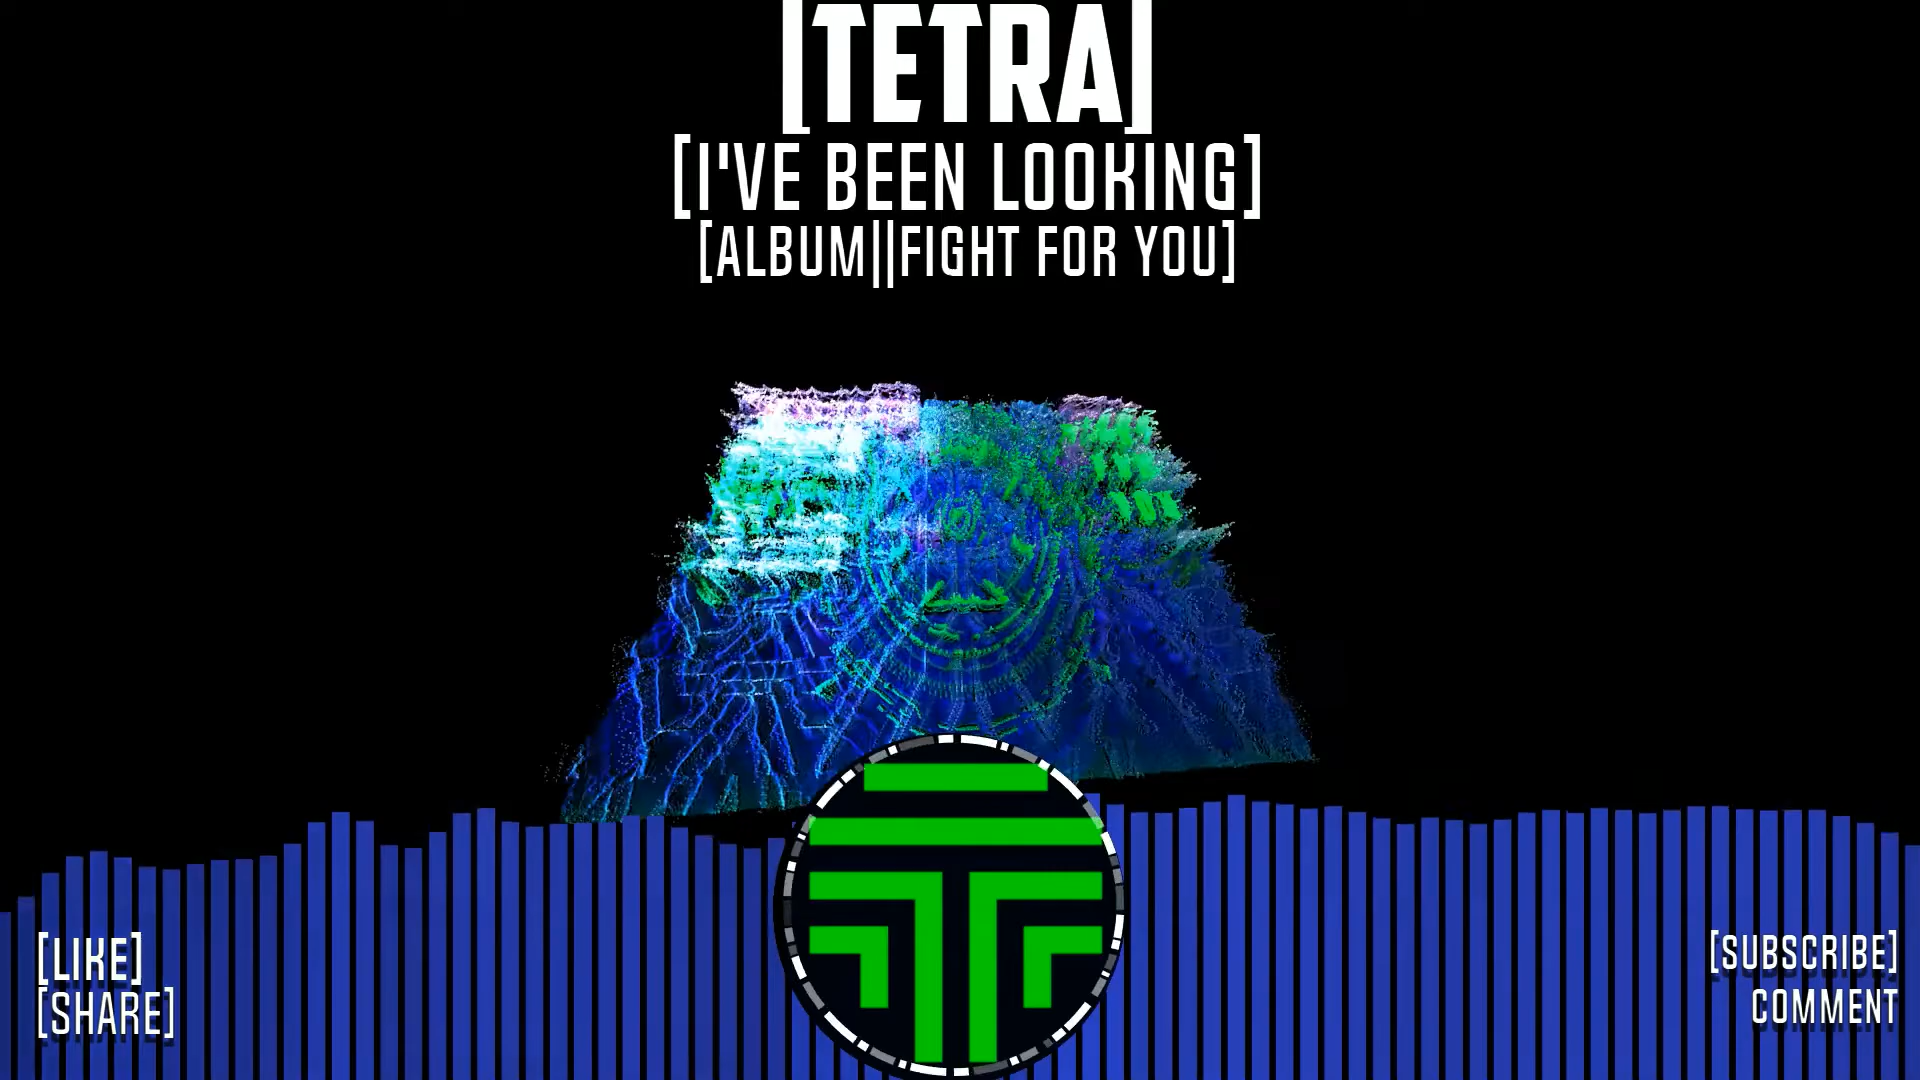 [TETRA]
[I'VE BEEN LOOKING]
[ALBUM||FIGHT FOR YOU]
[LIKE]
[SHARE]
[SUBSCRIBE]
COMMENT